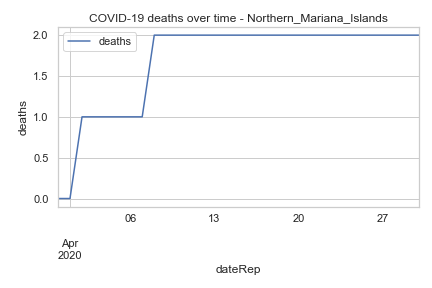 COVID-19 deaths over time - Northern_Mariana_Islands
deaths
deaths
2.0
1.5
1.0
0.5
0.0
06 13 20 27
Apr
2020
dateRep